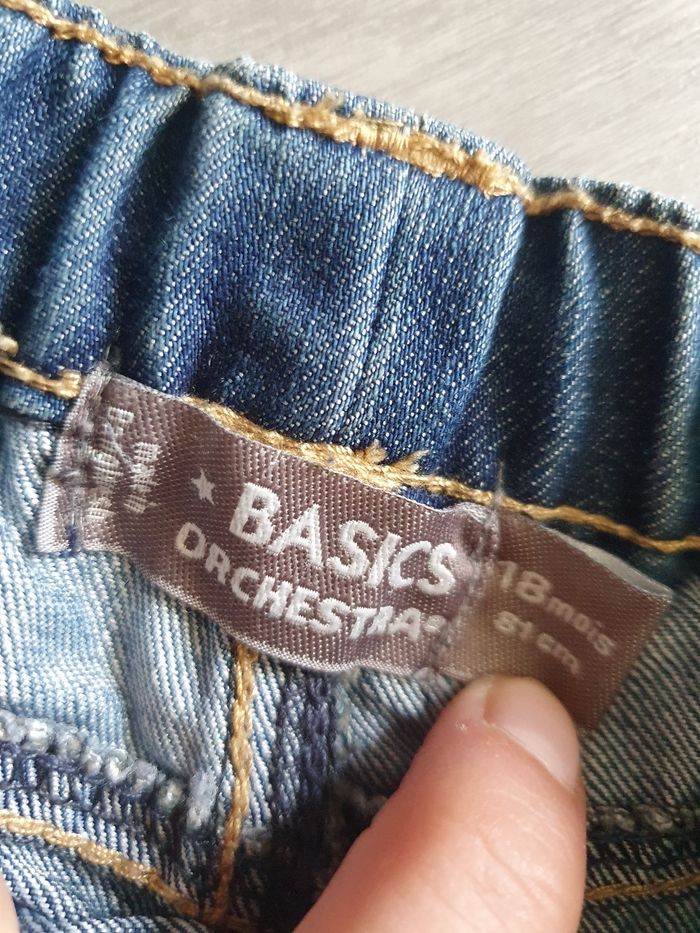 BASICS
ORCHESTRA®
18 mois
81 cm